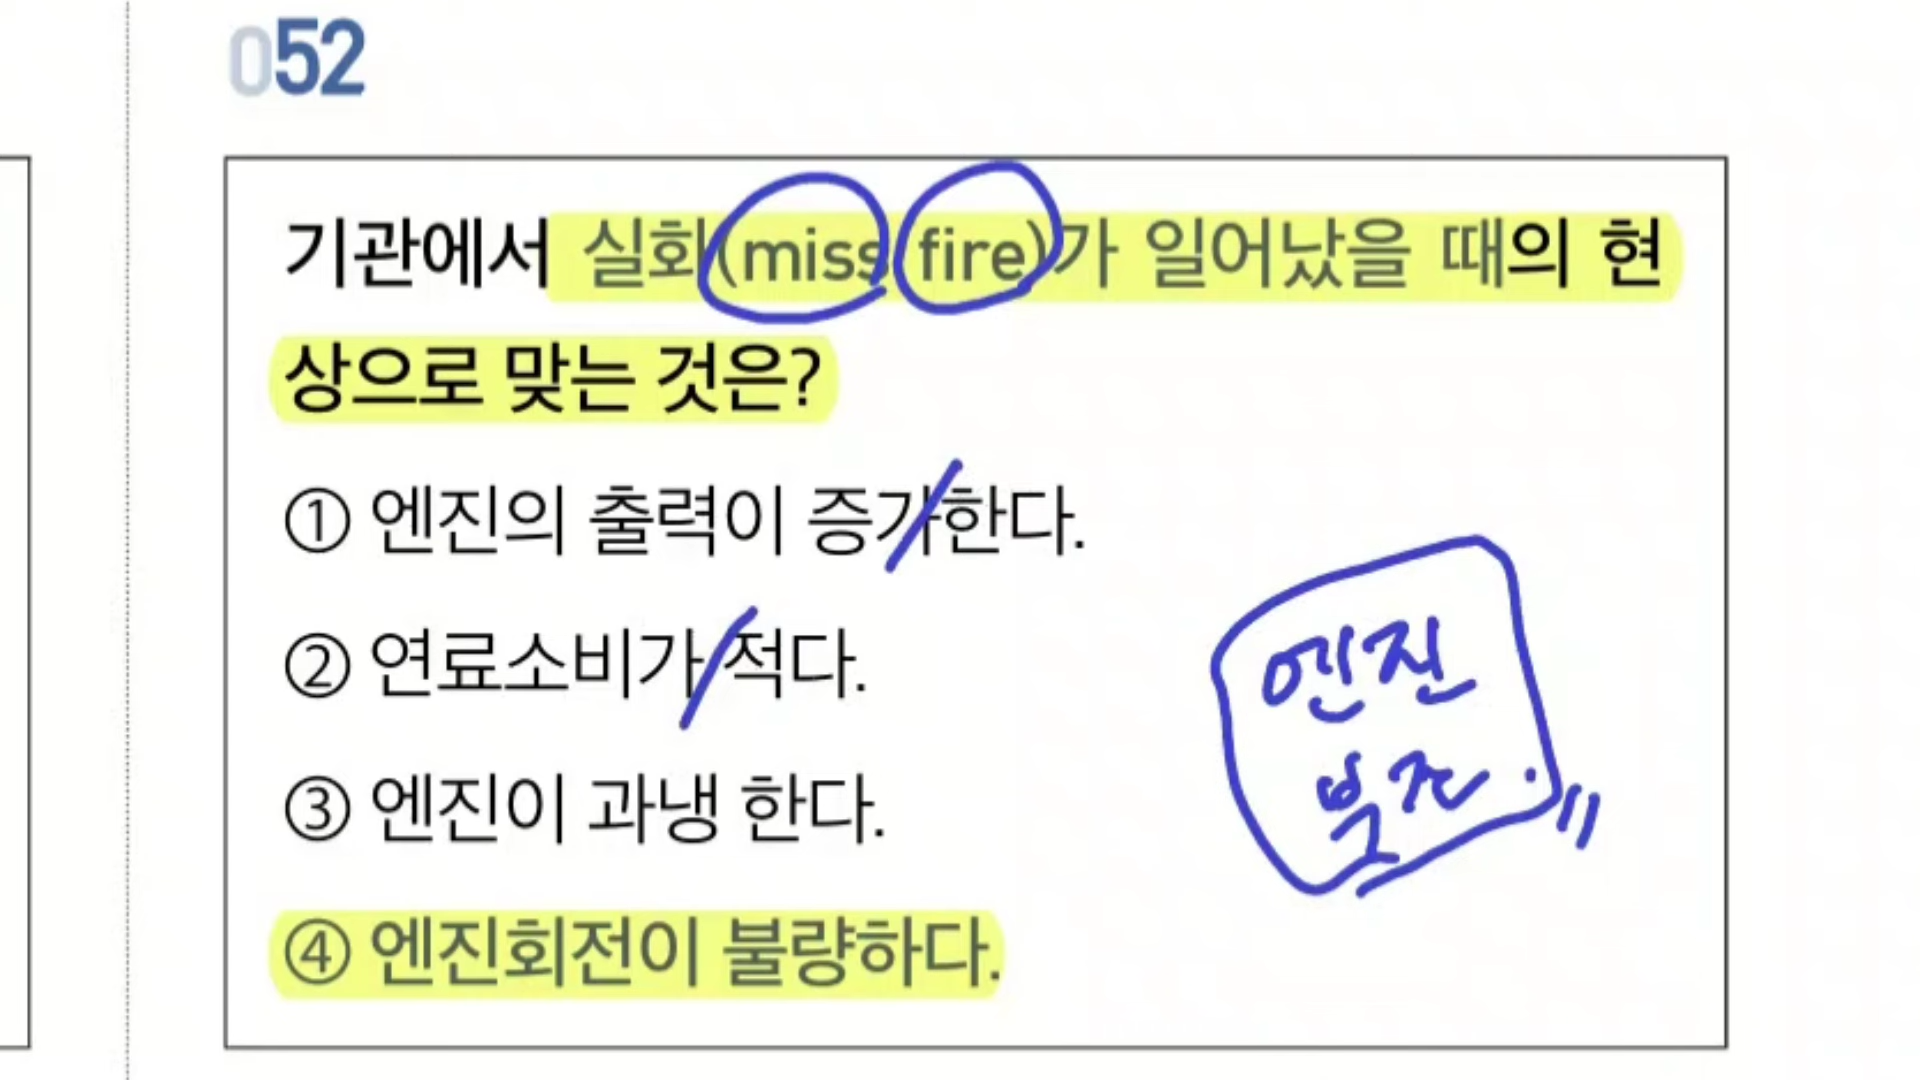 052
기관에서 실화(miss fire)가 일어났을 때의 현
상으로 맞는 것은?
① 엔진의 출력이 증가한다.
② 연료소비가 적다.
③ 엔진이 과냉 한다.
④ 엔진회전이 불량하다.
엔진
부조